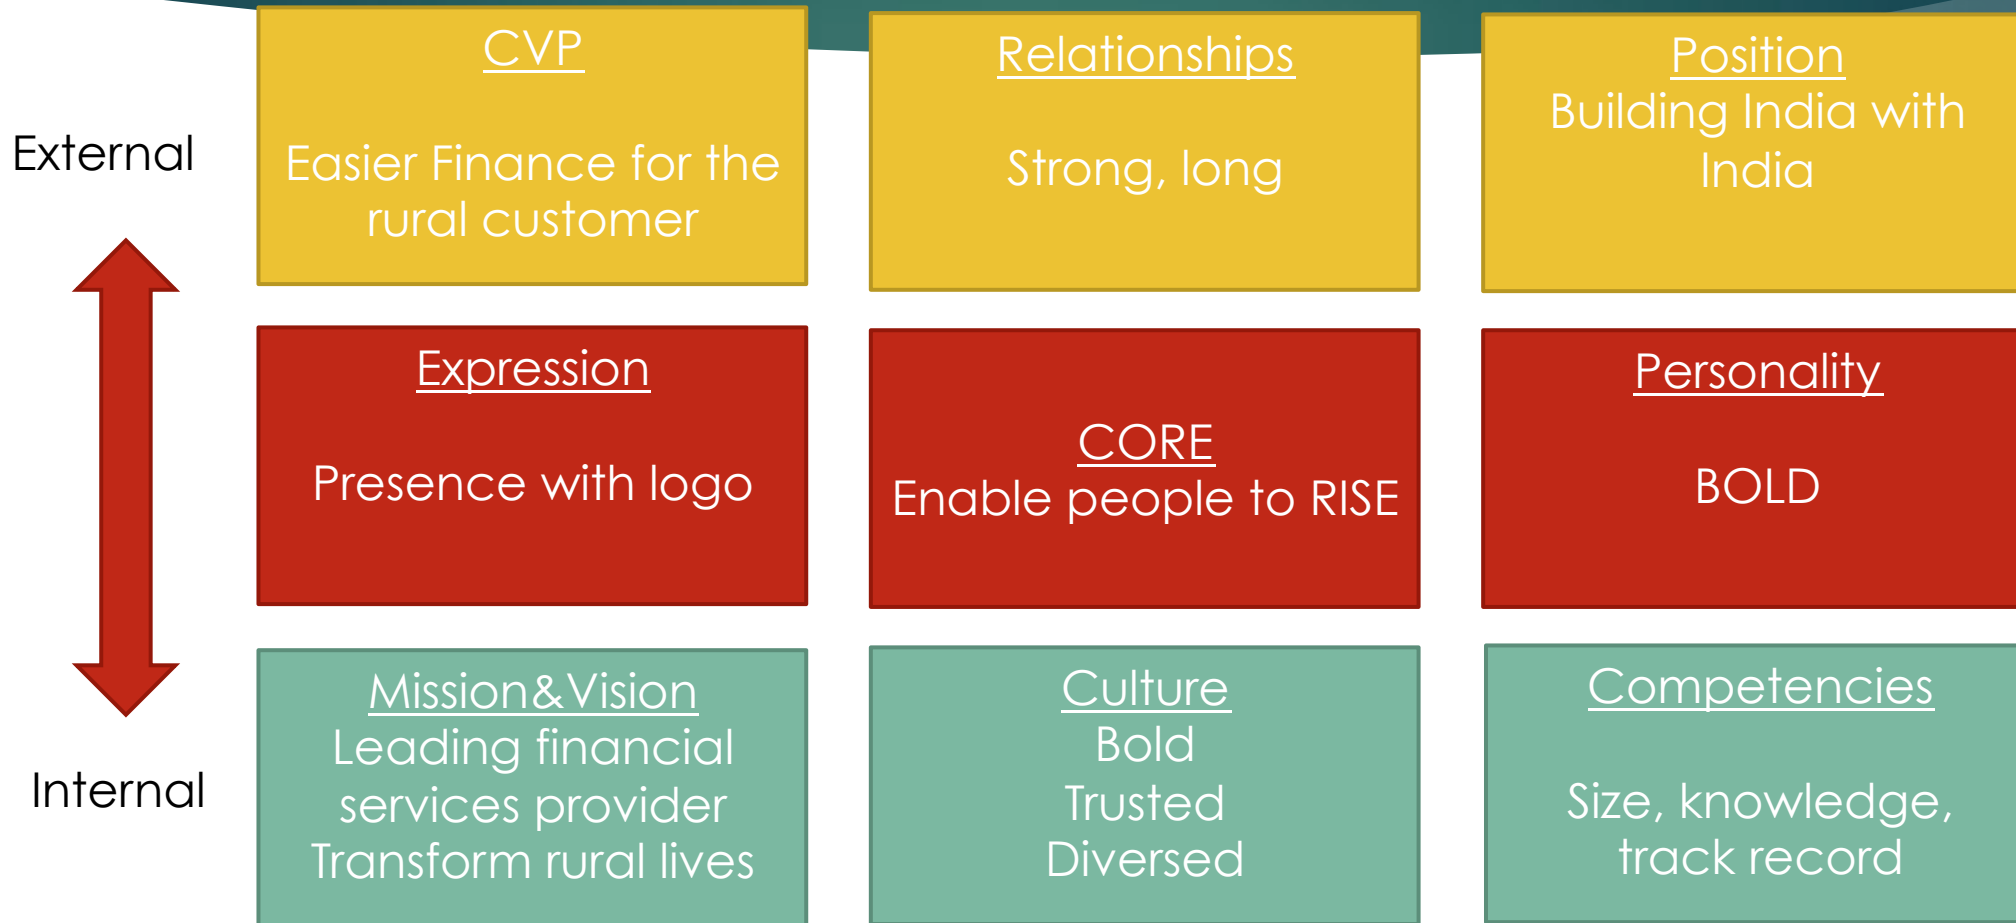 External
CVP
Easier Finance for the
rural customer
Relationships
Strong, long
Position
Building India with
India
Expression
Presence with logo
CORE
Enable people to RISE
Personality
BOLD
Internal
Mission&Vision
Leading financial
services provider
Transform rural lives
Culture
Bold
Trusted
Diversed
Competencies
Size, knowledge,
track record